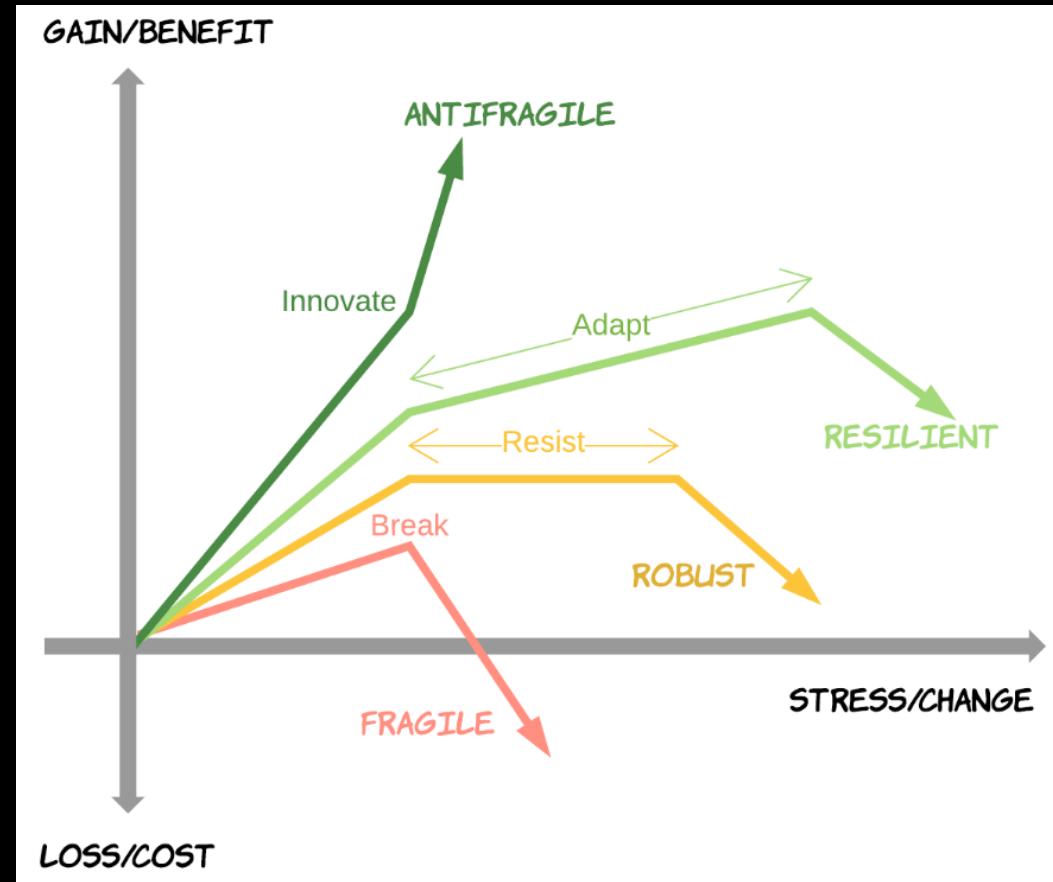 GAIN/BENEFIT
ANTIFRAGILE
Innovate
Adapt
RESILIENT
Resist
Break
ROBUST
STRESS/CHANGE
FRAGILE
LOSS/COST